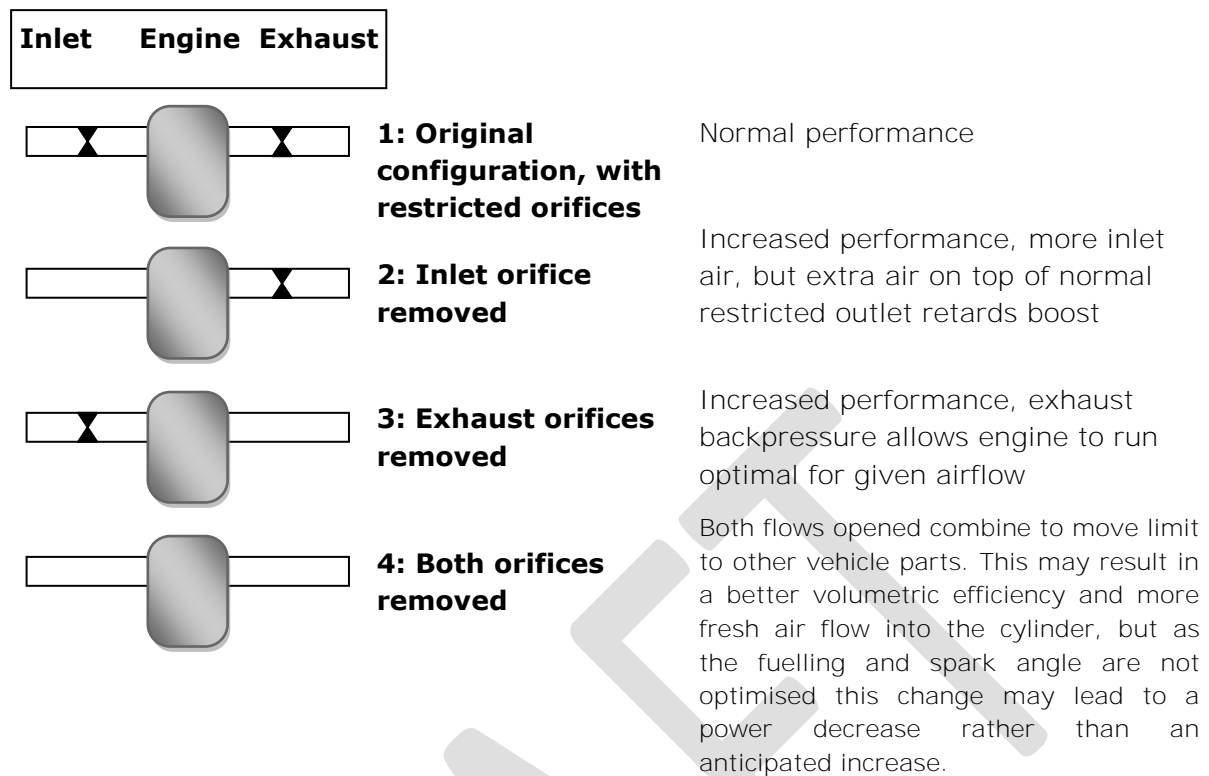 Inlet Engine Exhaust
1: Original
configuration, with
restricted orifices
Normal performance
2: Inlet orifice
removed
Increased performance, more inlet
air, but extra air on top of normal
restricted outlet retards boost
3: Exhaust orifices
removed
Increased performance, exhaust
backpressure allows engine to run
optimal for given airflow
4: Both orifices
removed
Both flows opened combine to move limit
to other vehicle parts. This may result in
a better volumetric efficiency and more
fresh air flow into the cylinder, but as
the fuelling and spark angle are not
optimised this change may lead to a
power decrease rather than an
anticipated increase.